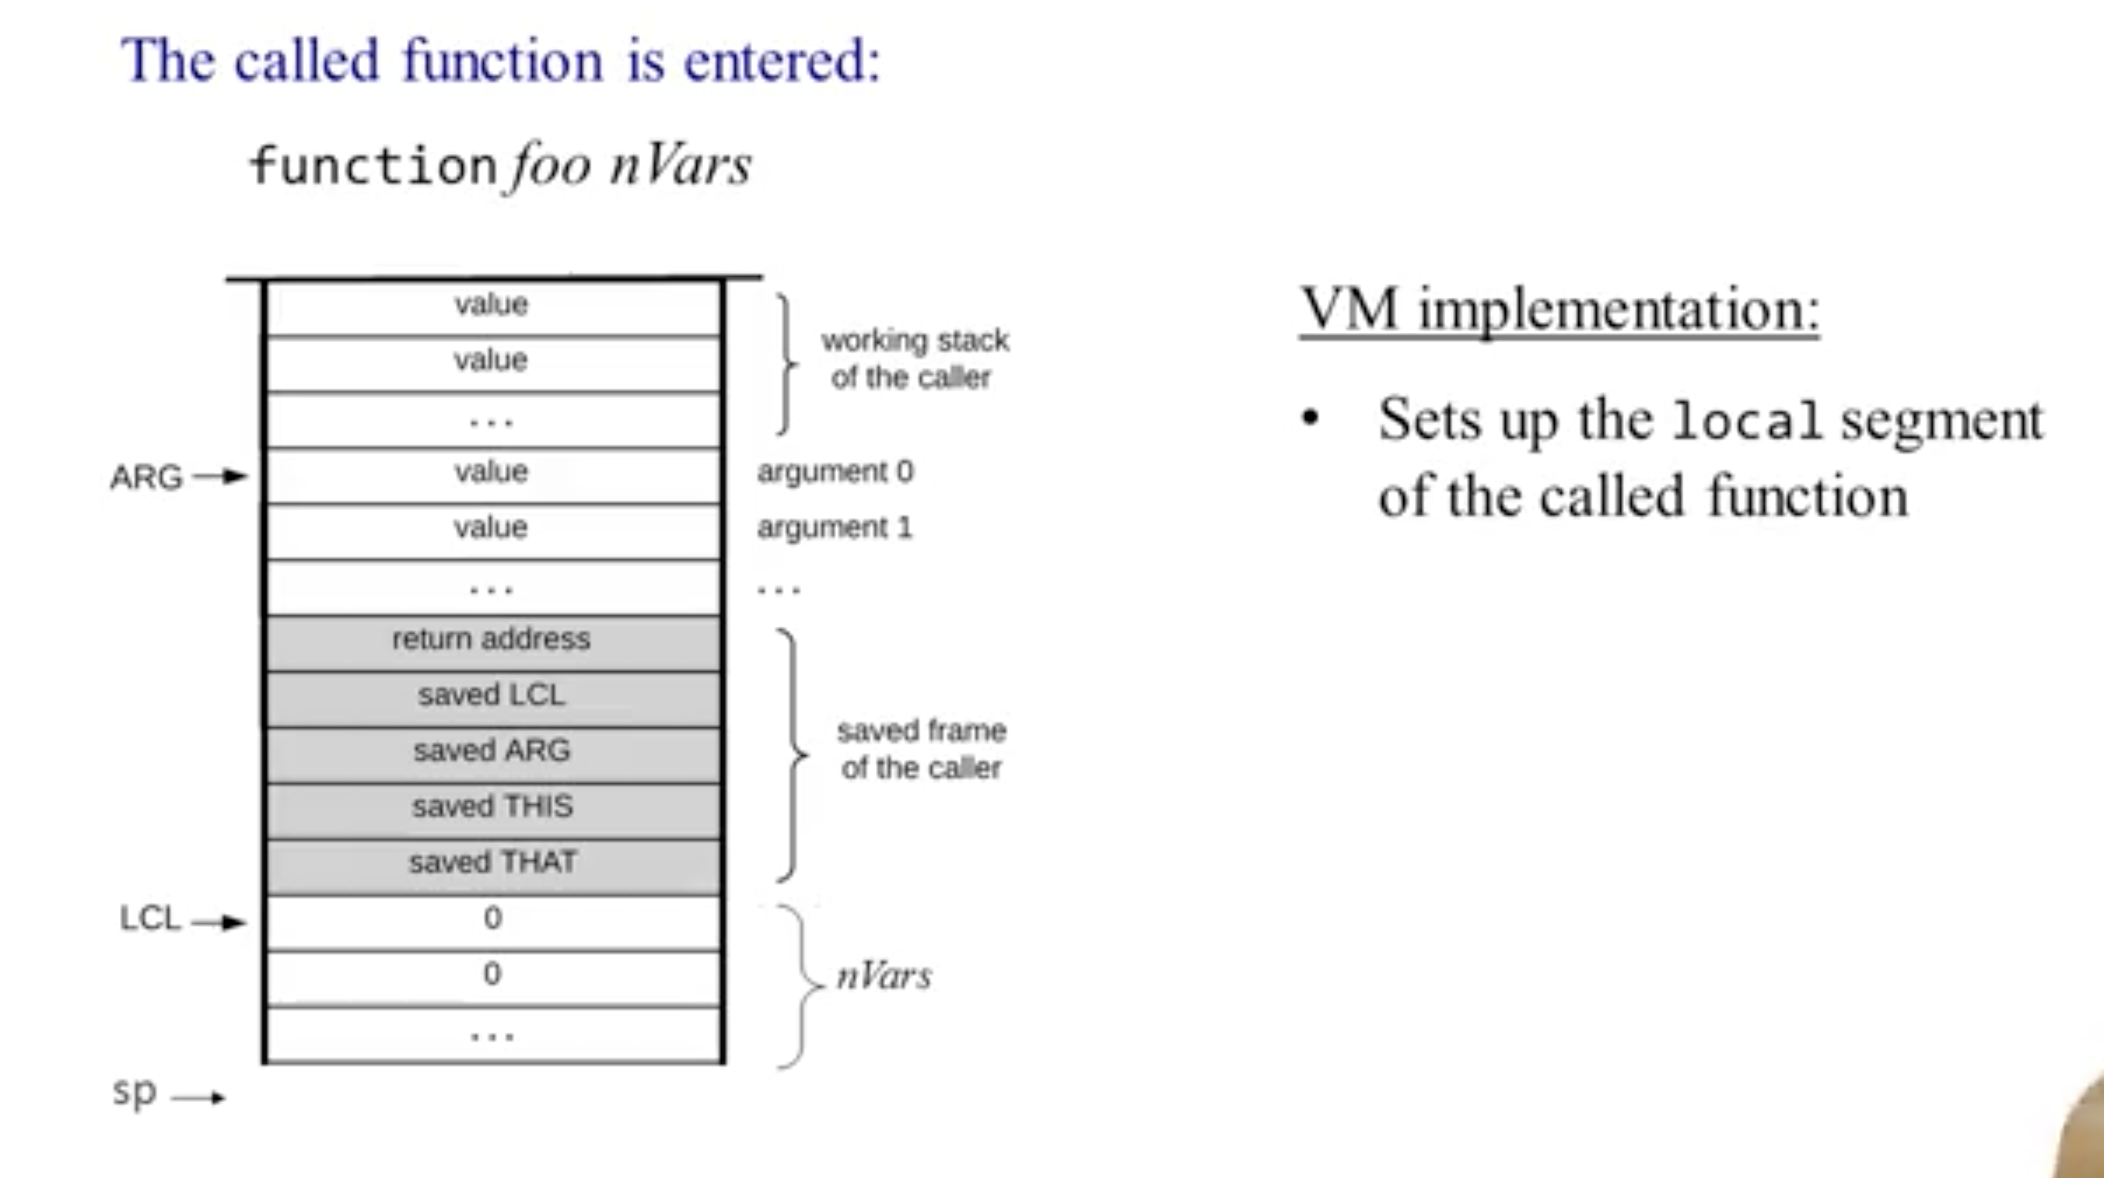 The called function is entered:
function foo nVars
value
value
...
ARG
value
argument 0
value
argument 1
...
...
return address
saved LCL
saved ARG
saved THIS
saved THAT
LCL
0
0
...
sp
working stack
of the caller
saved frame
of the caller
nVars
VM implementation:
• Sets up the local segment
of the called function